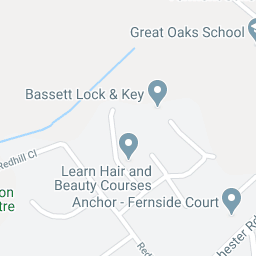 Great Oaks School
Bassett Lock & Key
Redhill Cl
Learn Hair and
Beauty Courses
Anchor - Fernside Court